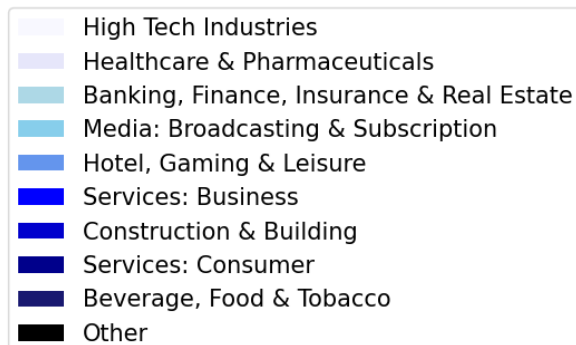 High Tech Industries
Healthcare & Pharmaceuticals
Banking, Finance, Insurance & Real Estate
Media: Broadcasting & Subscription
Hotel, Gaming & Leisure
Services: Business
Construction & Building
Services: Consumer
Beverage, Food & Tobacco
Other